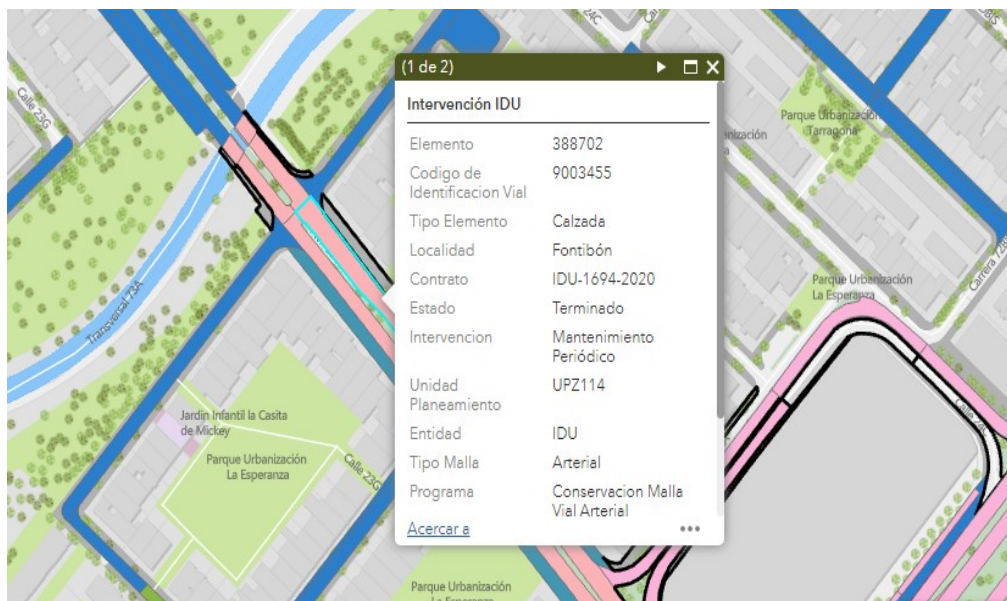 (1 de 2)
Intervención IDU
Elemento 388702
Codigo de 9003455
Identificacion Vial
Tipo Elemento Calzada
Localidad Fontibón
Contrato IDU-1694-2020
Estado Terminado
Intervencion Mantenimiento
Periódico
Unidad UPZ114
Planeamiento
Entidad IDU
Tipo Malla Arterial
Programa Conservacion Malla
Vial Arterial
Acercar a
Calle 23G
Transversal 73A
Jardin Infantil la Casita
de Mickey
Parque Urbanización
La Esperanza
Calle 23G
Parque Urbanización
Parque Urbanización
Tarragona
Parque Urbanización
La Esperanza
Calle 24C